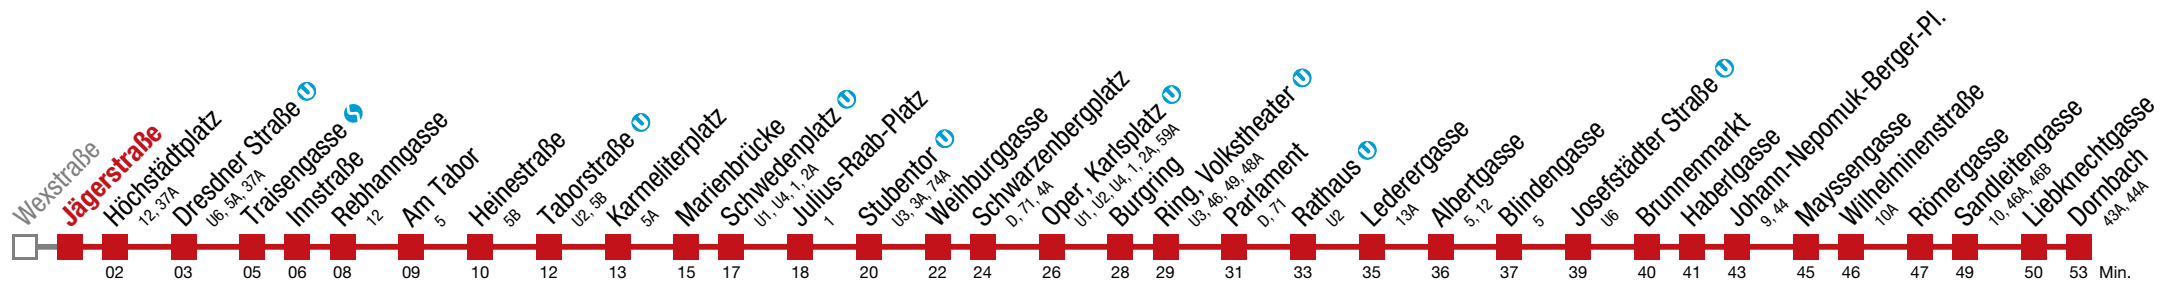 Wexstraße
Jägerstraße
Höchstädtplatz
12, 37A
Dresdner Straße U
U6, 5A, 37A
Traisengasse S
Innstraße
Rebhanngasse
12
Am Tabor
5
Heinestraße
5B
Taborstraße U
U2, 5B
Karmeliterplatz
5A
Marienbrücke
Schwedenplatz U
U1, U4, 1, 2A
Julius-Raab-Platz
1
Stubentor U
U3, 3A, 74A
Weihburggasse
Schwarzenbergplatz
D, 71, 4A
Oper, Karlsplatz U
U1, U2, U4, 1, 2A, 59A
Burgring
Ring, Volkstheater U
U3, 46, 49, 48A
Parlament
D, 71
Rathaus U
U2
Lederergasse
13A
Albertgasse
5, 12
Blindengasse
5
Josefstädter Straße U
U6
Brunnenmarkt
Haberlgasse
Johann-Nepomuk-Berger-Pl.
9, 44
Mayssengasse
Wilhelminenstraße
10A
Römergasse
Sandleitengasse
10, 46A, 46B
Liebknechtgasse
Dornbach
43A, 44A
02 03 05 06 08 09 10 12 13 15 17 18 20 22 24 26 28 29 31 33 35 36 37 39 40 41 43 45 46 47 49 50 53 Min.